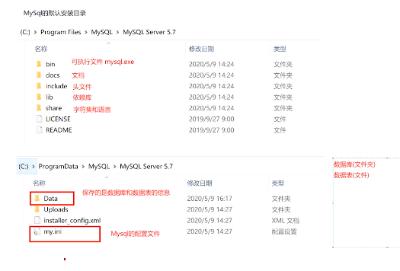 MySql的默认安装目录
(C:) > Program Files > MySQL > MySQL Server 5.7
名称 修改日期 类型
bin 可执行文件 mysql.exe 2020/5/9 14:24 文件夹
docs 文档 2020/5/9 14:24 文件夹
include 头文件 2020/5/9 14:24 文件夹
lib 依赖库 2020/5/9 14:24 文件夹
share 字符集和语言 2020/5/9 14:24 文件夹
LICENSE 2019/9/27 9:00 文件
README 2019/9/27 9:00 文件
(C:) > ProgramData > MySQL > MySQL Server 5.7
数据库(文件夹)
数据表(文件)
名称 修改日期 类型
保存的是数据库和数据表的信息
Data 2020/5/9 16:17 文件夹
Uploads 2020/5/9 14:27 文件夹
installer_config.xml 2020/5/9 14:27 XML 文档
my.ini Mysql的配置文件 2020/5/9 14:27 配置设置